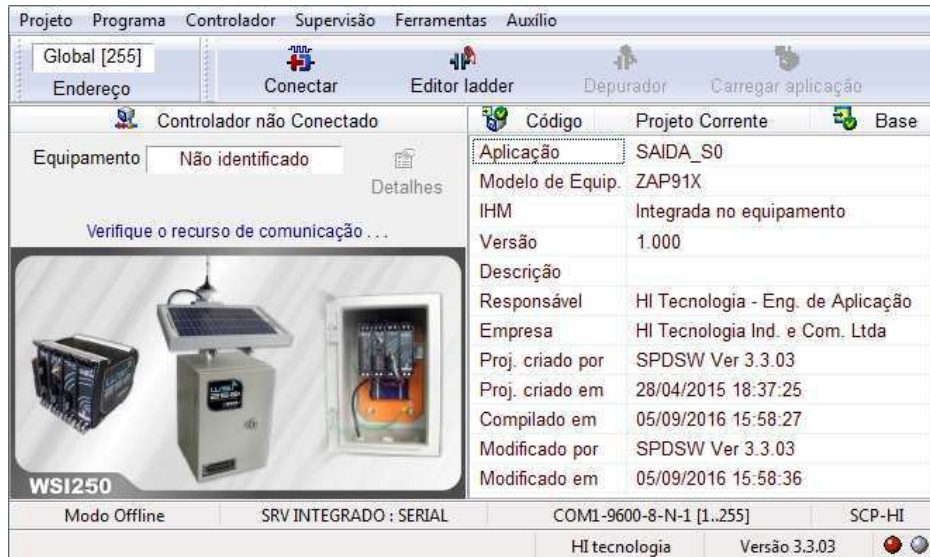 Projeto Programa Controlador Supervisão Ferramentas Auxílio
Global [255]
Endereço
Conectar
Editor ladder
Depurador
Carregar aplicação
Controlador não Conectado
Equipamento Não identificado
Detalhes
Verifique o recurso de comunicação . . .
WSI250
Código Projeto Corrente Base
Aplicação SAIDA_S0
Modelo de Equip. ZAP91X
IHM Integrada no equipamento
Versão 1.000
Descrição
Responsável HI Tecnologia - Eng. de Aplicação
Empresa HI Tecnologia Ind. e Com. Ltda
Proj. criado por SPDSW Ver 3.3.03
Proj. criado em 28/04/2015 18:37:25
Compilado em 05/09/2016 15:58:27
Modificado por SPDSW Ver 3.3.03
Modificado em 05/09/2016 15:58:36
Modo Offline SRV INTEGRADO : SERIAL COM1-9600-8-N-1 [1..255] SCP-HI
HI tecnologia Versão 3.3.03